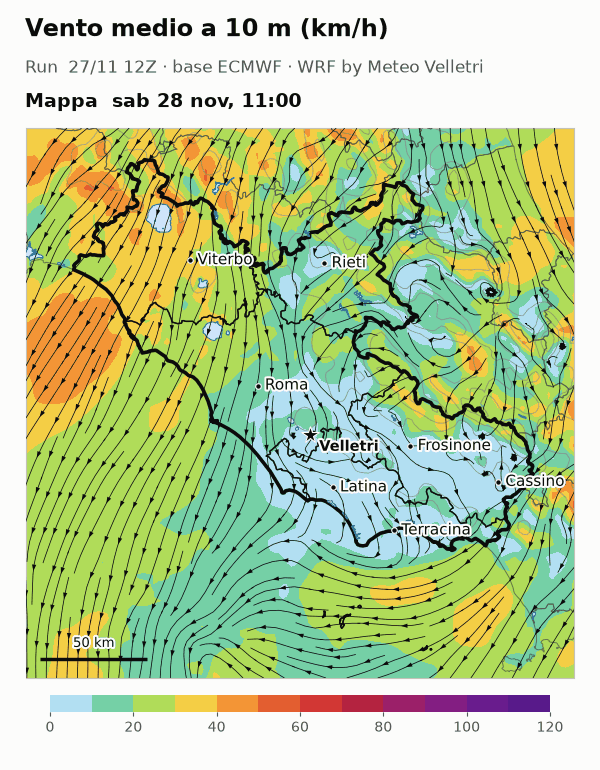 Vento medio a 10 m (km/h)
Run 27/11 12Z · base ECMWF · WRF by Meteo Velletri
Mappa sab 28 nov, 11:00
Viterbo
Rieti
Roma
Velletri
Frosinone
Latina
Cassino
Terracina
50 km
0 20 40 60 80 100 120